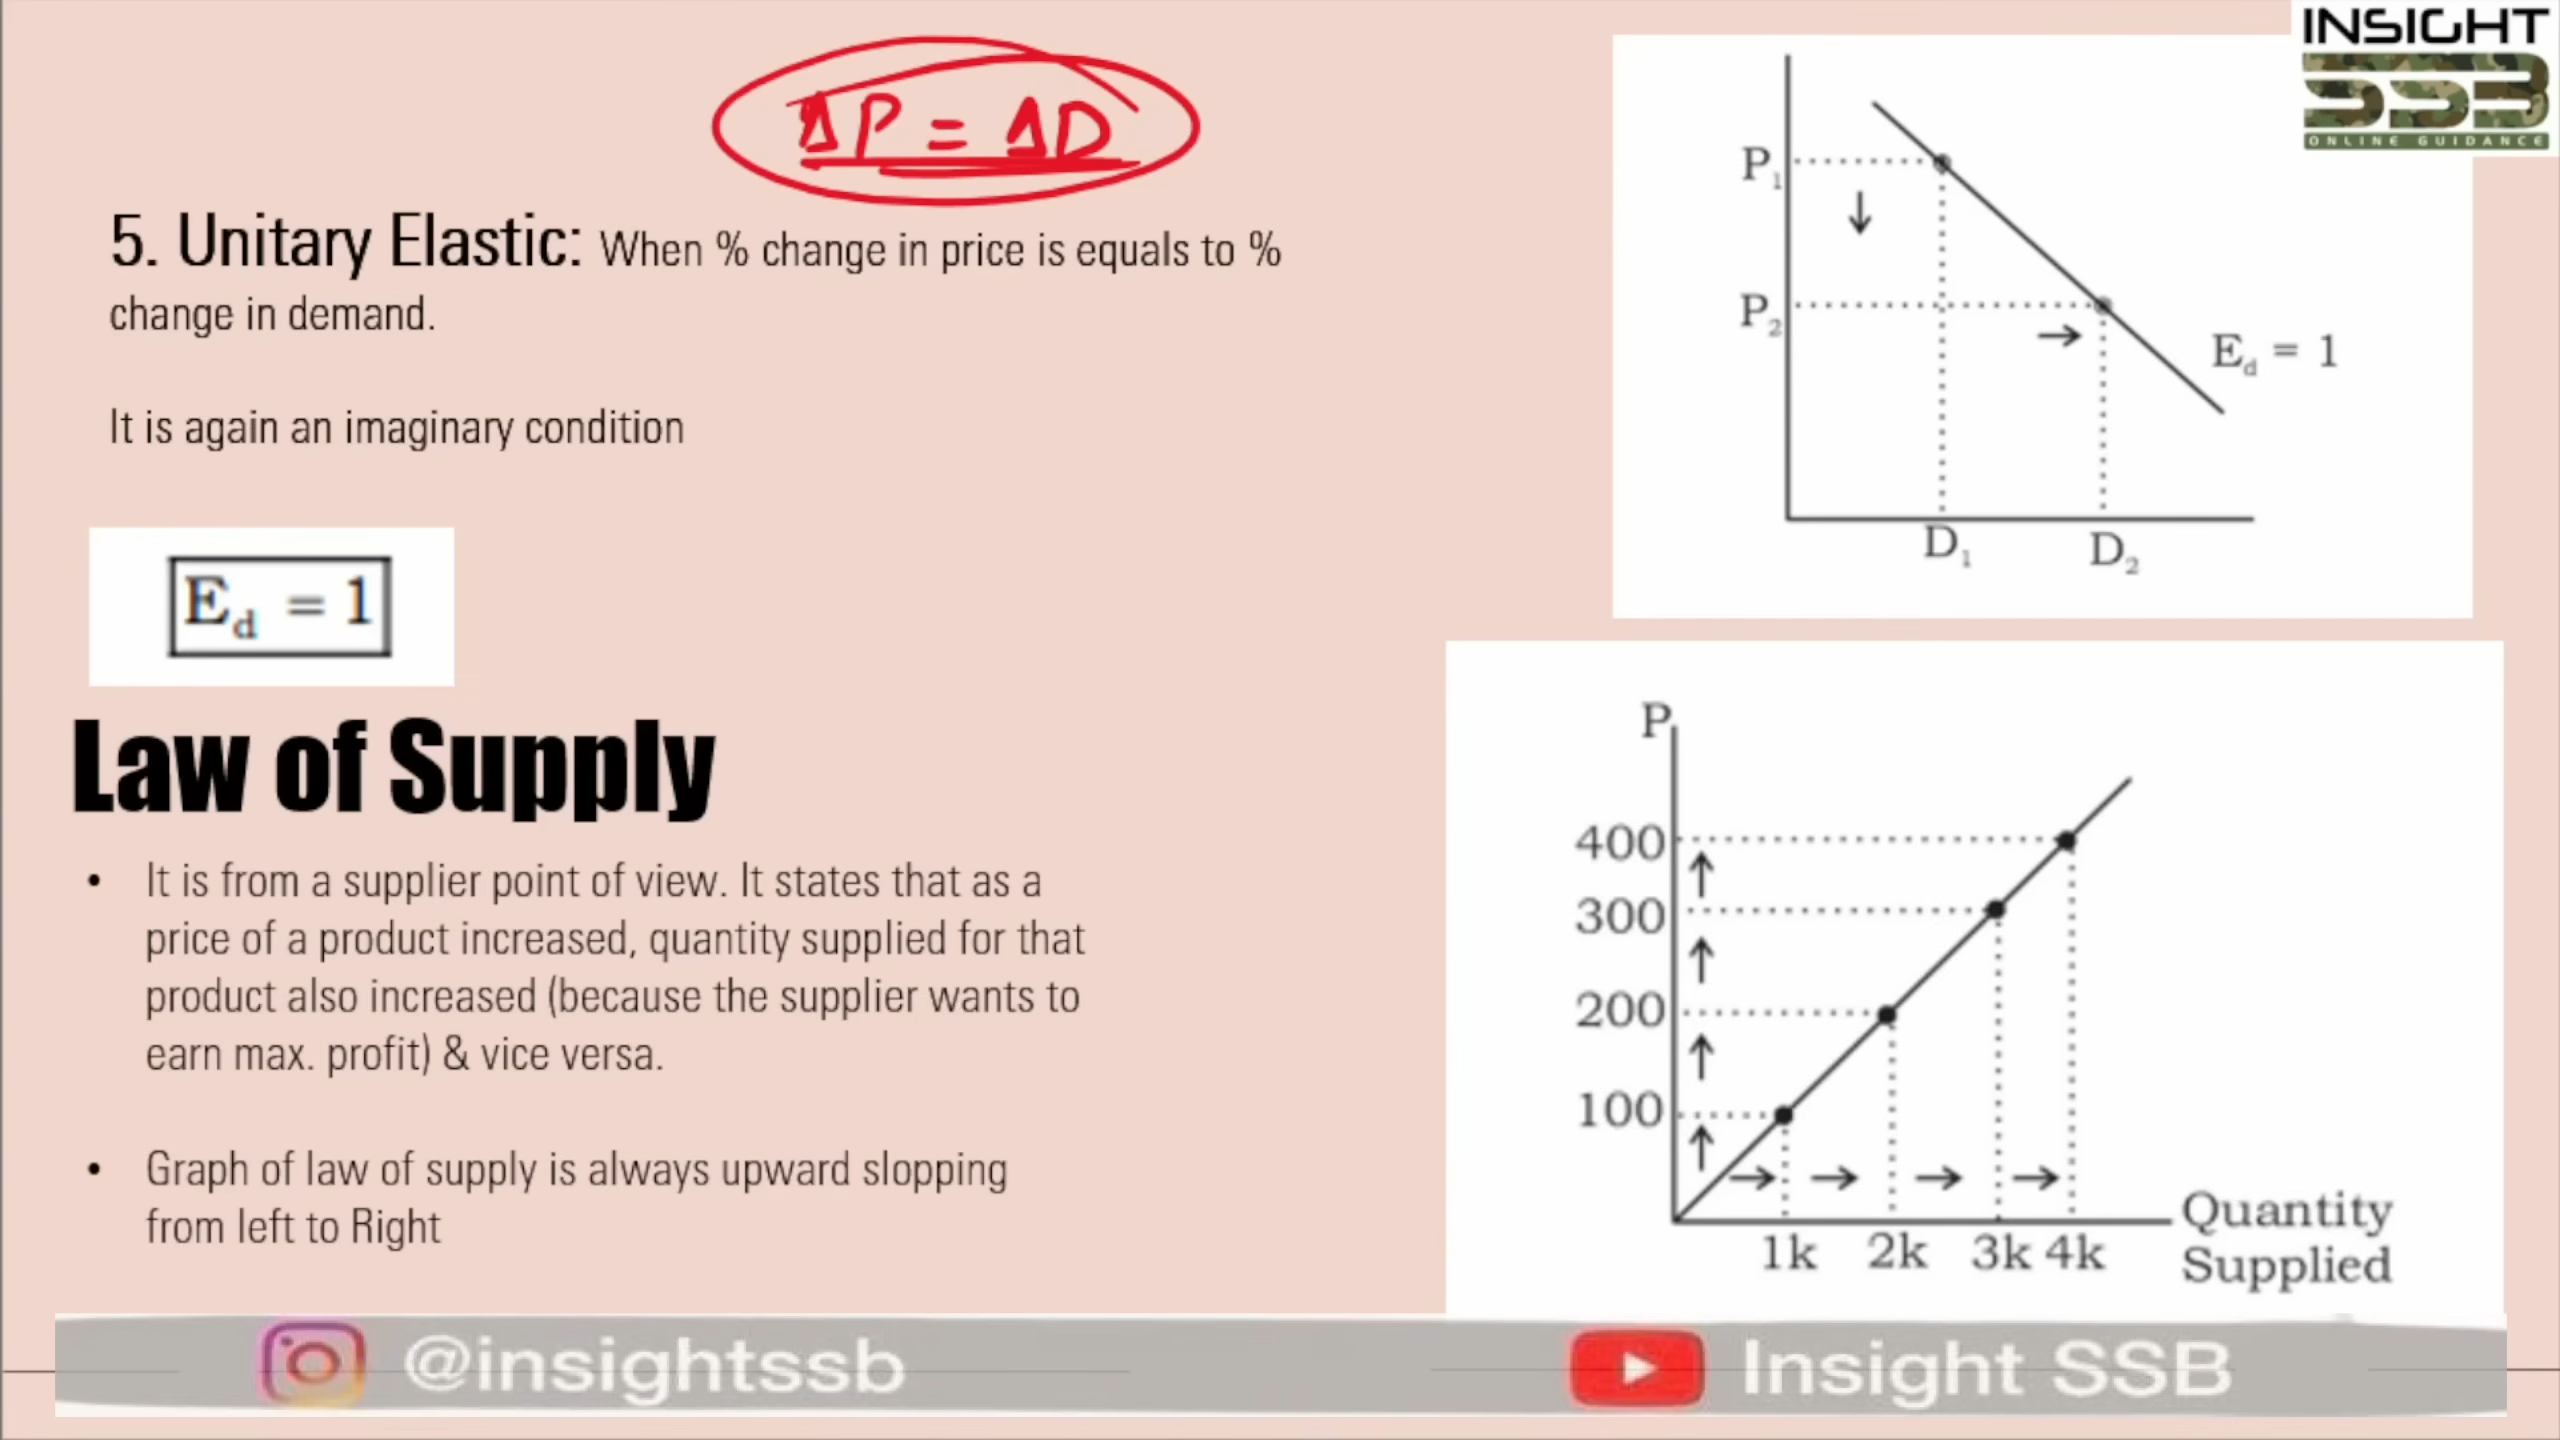 INSIGHT
SSB
ONLINE GUIDANCE
ΔP = ΔD
5. Unitary Elastic: When % change in price is equals to %
change in demand.
It is again an imaginary condition
E_d = 1
P₁
P₂
E_d = 1
D₁
D₂
Law of Supply
• It is from a supplier point of view. It states that as a
price of a product increased, quantity supplied for that
product also increased (because the supplier wants to
earn max. profit) & vice versa.
• Graph of law of supply is always upward slopping
from left to Right
P
400
300
200
100
1k 2k 3k 4k
Quantity
Supplied
@insightssb
Insight SSB